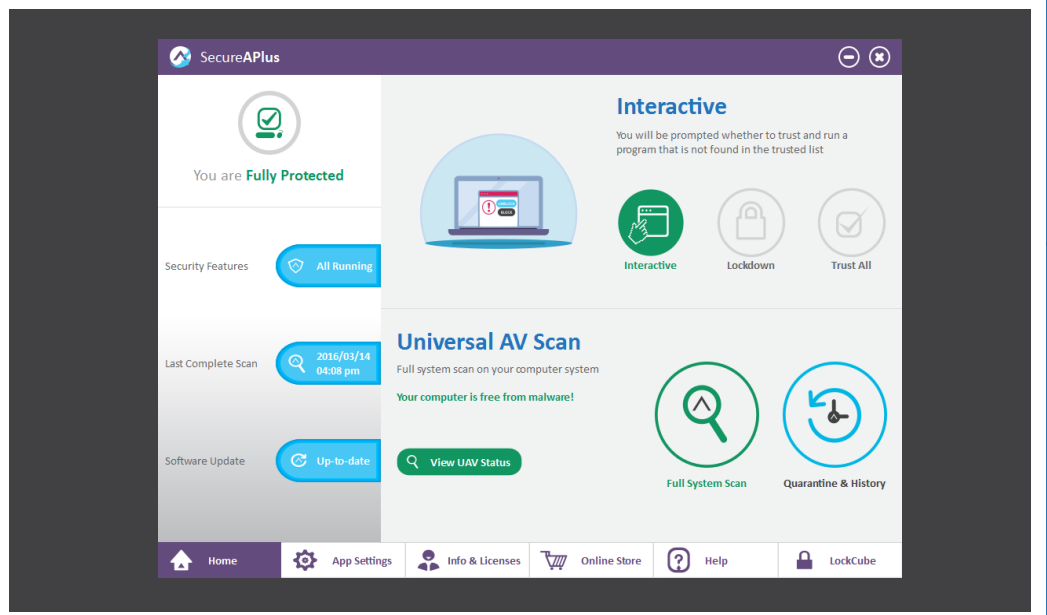 SecureAPlus
You are Fully Protected
Security Features
All Running
Last Complete Scan
2016/03/14
04:08 pm
Software Update
Up-to-date
Interactive
You will be prompted whether to trust and run a
program that is not found in the trusted list
BLOCK
Interactive
Lockdown
Trust All
Universal AV Scan
Full system scan on your computer system
Your computer is free from malware!
View UAV Status
Full System Scan
Quarantine & History
Home
App Settings
Info & Licenses
Online Store
Help
LockCube